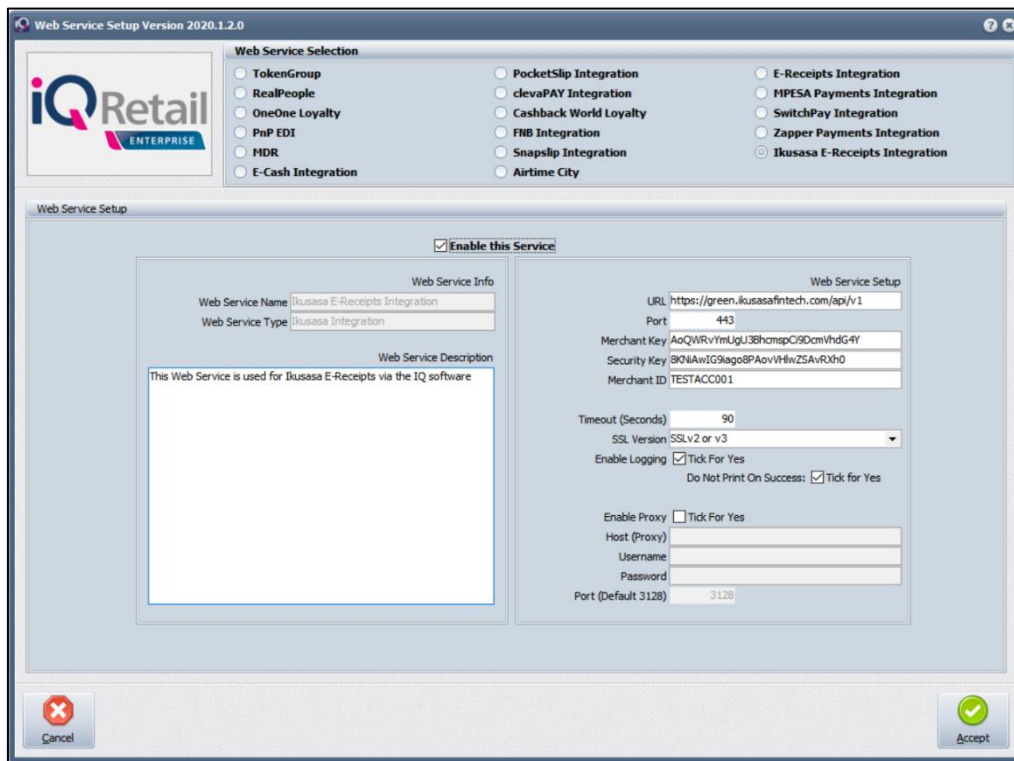 Web Service Setup Version 2020.1.2.0
iQ Retail
ENTERPRISE
Web Service Selection
TokenGroup
RealPeople
OneOne Loyalty
PnP EDI
MDR
E-Cash Integration
PocketSlip Integration
clevaPAY Integration
Cashback World Loyalty
FNB Integration
Snapslip Integration
Airtime City
E-Receipts Integration
MPESA Payments Integration
SwitchPay Integration
Zapper Payments Integration
Ikusasa E-Receipts Integration
Web Service Setup
Enable this Service
Web Service Info
Web Service Name Ikusasa E-Receipts Integration
Web Service Type Ikusasa Integration
Web Service Description
This Web Service is used for Ikusasa E-Receipts via the IQ software
Web Service Setup
URL https://green.ikusasafintech.com/api/v1
Port 443
Merchant Key AoQWRvYmUgU3BhcmspCi9DcmVhdG4Y
Security Key 8KNiAwIG9iago8PAovVHlwZSAvRXh0
Merchant ID TESTACC001
Timeout (Seconds) 90
SSL Version SSLv2 or v3
Enable Logging Tick For Yes
Do Not Print On Success: Tick for Yes
Enable Proxy Tick For Yes
Host (Proxy)
Username
Password
Port (Default 3128) 3128
Cancel
Accept